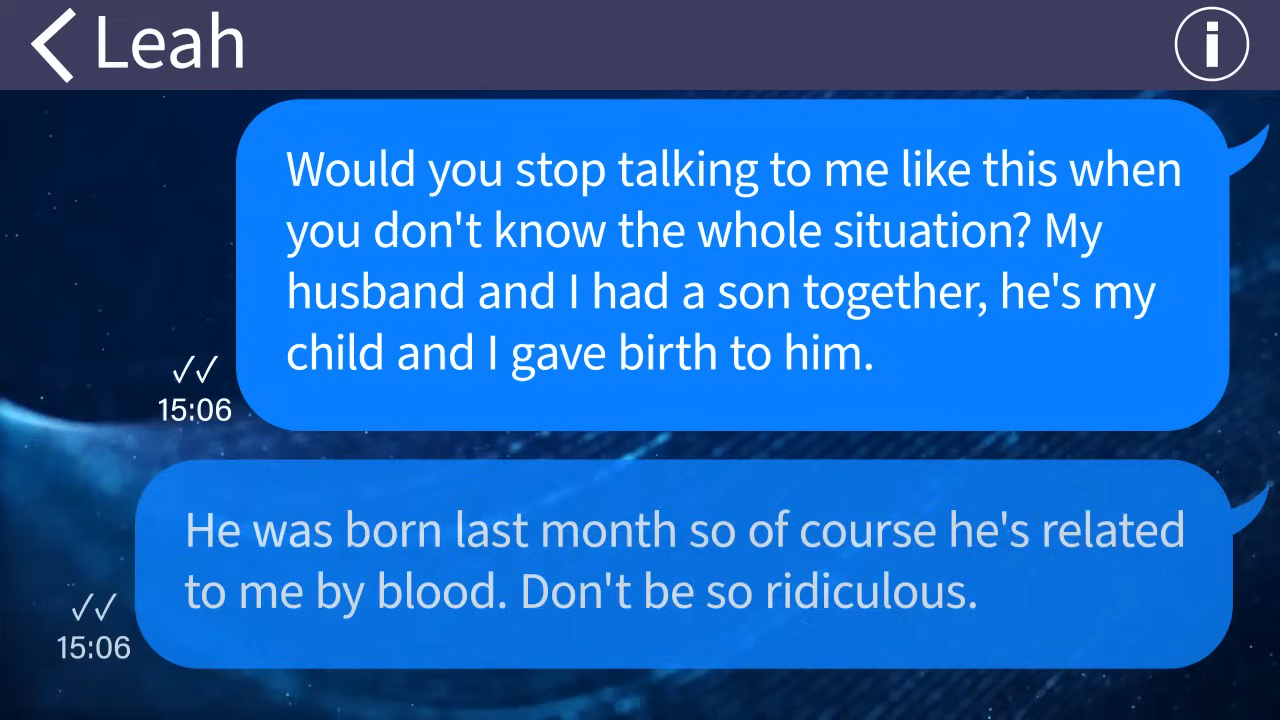 Leah
Would you stop talking to me like this when
you don't know the whole situation? My
husband and I had a son together, he's my
child and I gave birth to him.
15:06
He was born last month so of course he's related
to me by blood. Don't be so ridiculous.
15:06